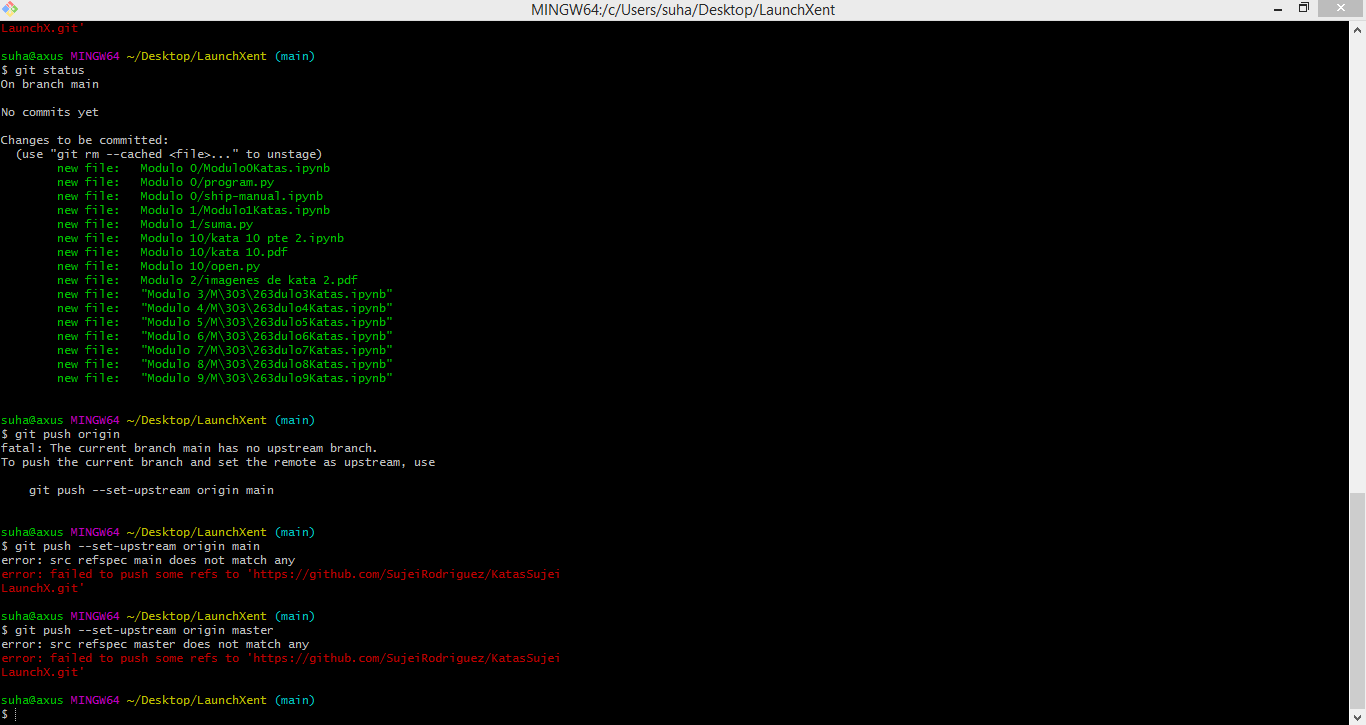 MINGW64:/c/Users/suha/Desktop/LaunchXent
LaunchX.git'
suha@axus MINGW64 ~/Desktop/LaunchXent (main)
$ git status
On branch main
No commits yet
Changes to be committed:
  (use "git rm --cached <file>..." to unstage)
        new file:   Modulo 0/Modulo0Katas.ipynb
        new file:   Modulo 0/program.py
        new file:   Modulo 0/ship-manual.ipynb
        new file:   Modulo 1/Modulo1Katas.ipynb
        new file:   Modulo 1/suma.py
        new file:   Modulo 10/kata 10 pte 2.ipynb
        new file:   Modulo 10/kata 10.pdf
        new file:   Modulo 10/open.py
        new file:   Modulo 2/imagenes de kata 2.pdf
        new file:   "Modulo 3/M\303\263dulo3Katas.ipynb"
        new file:   "Modulo 4/M\303\263dulo4Katas.ipynb"
        new file:   "Modulo 5/M\303\263dulo5Katas.ipynb"
        new file:   "Modulo 6/M\303\263dulo6Katas.ipynb"
        new file:   "Modulo 7/M\303\263dulo7Katas.ipynb"
        new file:   "Modulo 8/M\303\263dulo8Katas.ipynb"
        new file:   "Modulo 9/M\303\263dulo9Katas.ipynb"
suha@axus MINGW64 ~/Desktop/LaunchXent (main)
$ git push origin
fatal: The current branch main has no upstream branch.
To push the current branch and set the remote as upstream, use
    git push --set-upstream origin main
suha@axus MINGW64 ~/Desktop/LaunchXent (main)
$ git push --set-upstream origin main
error: src refspec main does not match any
error: failed to push some refs to 'https://github.com/SujeiRodriguez/KatasSujei
LaunchX.git'
suha@axus MINGW64 ~/Desktop/LaunchXent (main)
$ git push --set-upstream origin master
error: src refspec master does not match any
error: failed to push some refs to 'https://github.com/SujeiRodriguez/KatasSujei
LaunchX.git'
suha@axus MINGW64 ~/Desktop/LaunchXent (main)
$